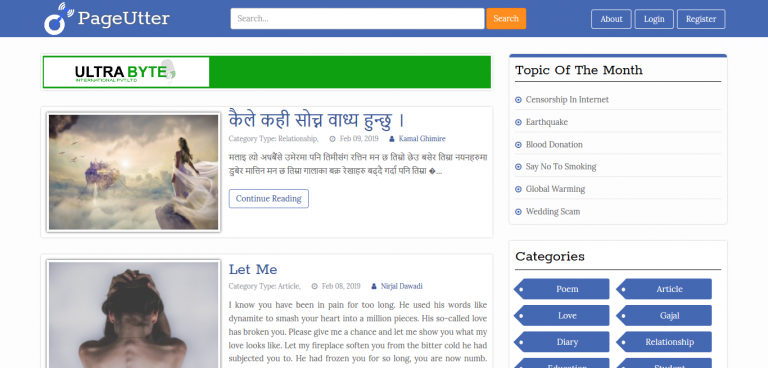 PageUtter
Search...
Search
About
Login
Register
ULTRA BYTE
INTERNATIONAL PVT.LTD
कैले कही सोच्न वाध्य हुन्छु ।
Category Type: Relationship, Feb 09, 2019 Kamal Ghimire
मलाइ त्यो अधबैँसे उमेरमा पनि तिमीसंग रत्तिन मन छ तिम्रो छेउ बसेर तिम्रा नयनहरुमा
डुबेर मात्तिन मन छ तिम्रा गालाका बक्र रेखाहरु बढ्दै गर्दा पनि तिम्रा �...
Continue Reading
Let Me
Category Type: Article, Feb 08, 2019 Nirjal Dawadi
I know you have been in pain for too long. He used his words like
dynamite to smash your heart into a million pieces. His so-called love
has broken you. Please give me a chance and let me show you what my
love looks like. Let my fireplace soften you from the bitter cold he had
subjected you to. He had frozen you for so long, you are now numb.
Topic Of The Month
Censorship In Internet
Earthquake
Blood Donation
Say No To Smoking
Global Warming
Wedding Scam
Categories
Poem
Article
Love
Gajal
Diary
Relationship
Education
Student